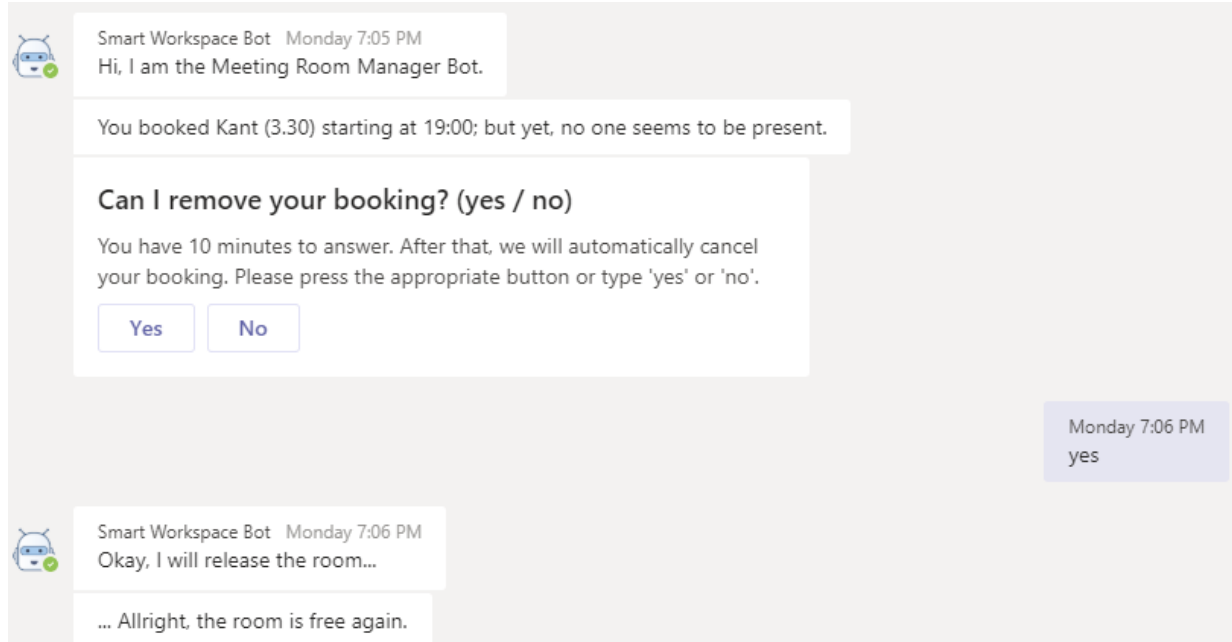 Smart Workspace Bot Monday 7:05 PM
Hi, I am the Meeting Room Manager Bot.
You booked Kant (3.30) starting at 19:00; but yet, no one seems to be present.
Can I remove your booking? (yes / no)
You have 10 minutes to answer. After that, we will automatically cancel
your booking. Please press the appropriate button or type 'yes' or 'no'.
Yes No
Monday 7:06 PM
yes
Smart Workspace Bot Monday 7:06 PM
Okay, I will release the room...
... Allright, the room is free again.